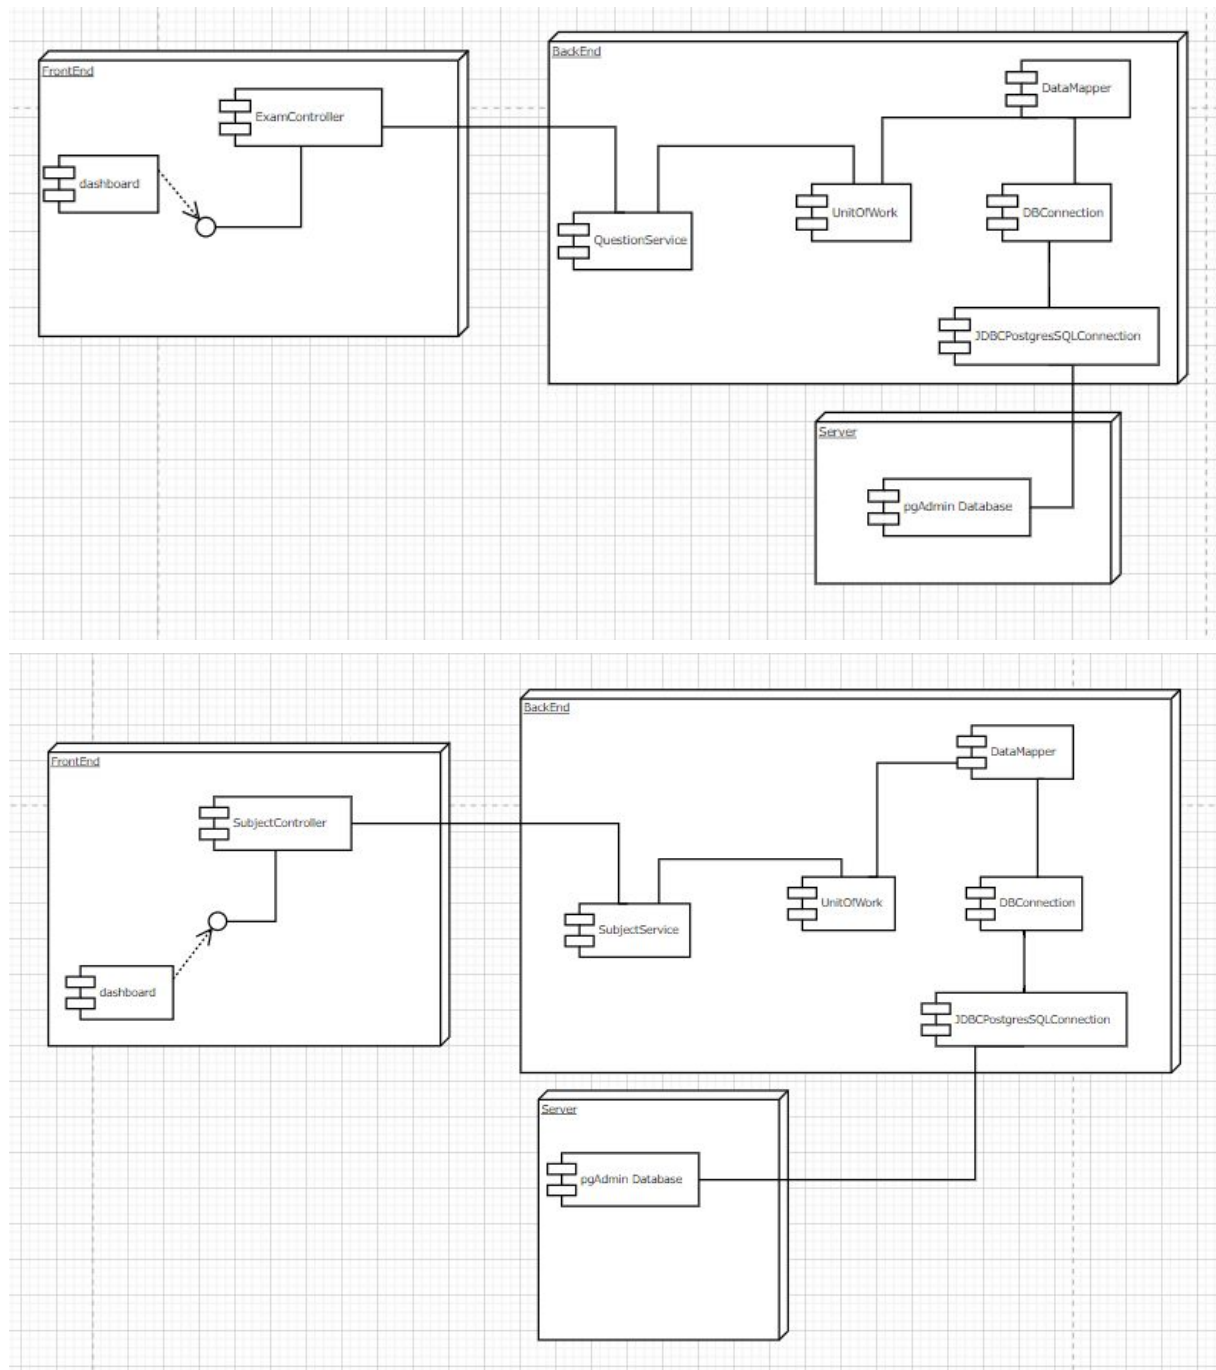 FrontEnd
ExamController
dashboard
BackEnd
DataMapper
UnitOfWork
DBConnection
QuestionService
JDBCPostgresSQLConnection
Server
pgAdmin Database
FrontEnd
SubjectController
dashboard
BackEnd
DataMapper
UnitOfWork
DBConnection
SubjectService
JDBCPostgresSQLConnection
Server
pgAdmin Database